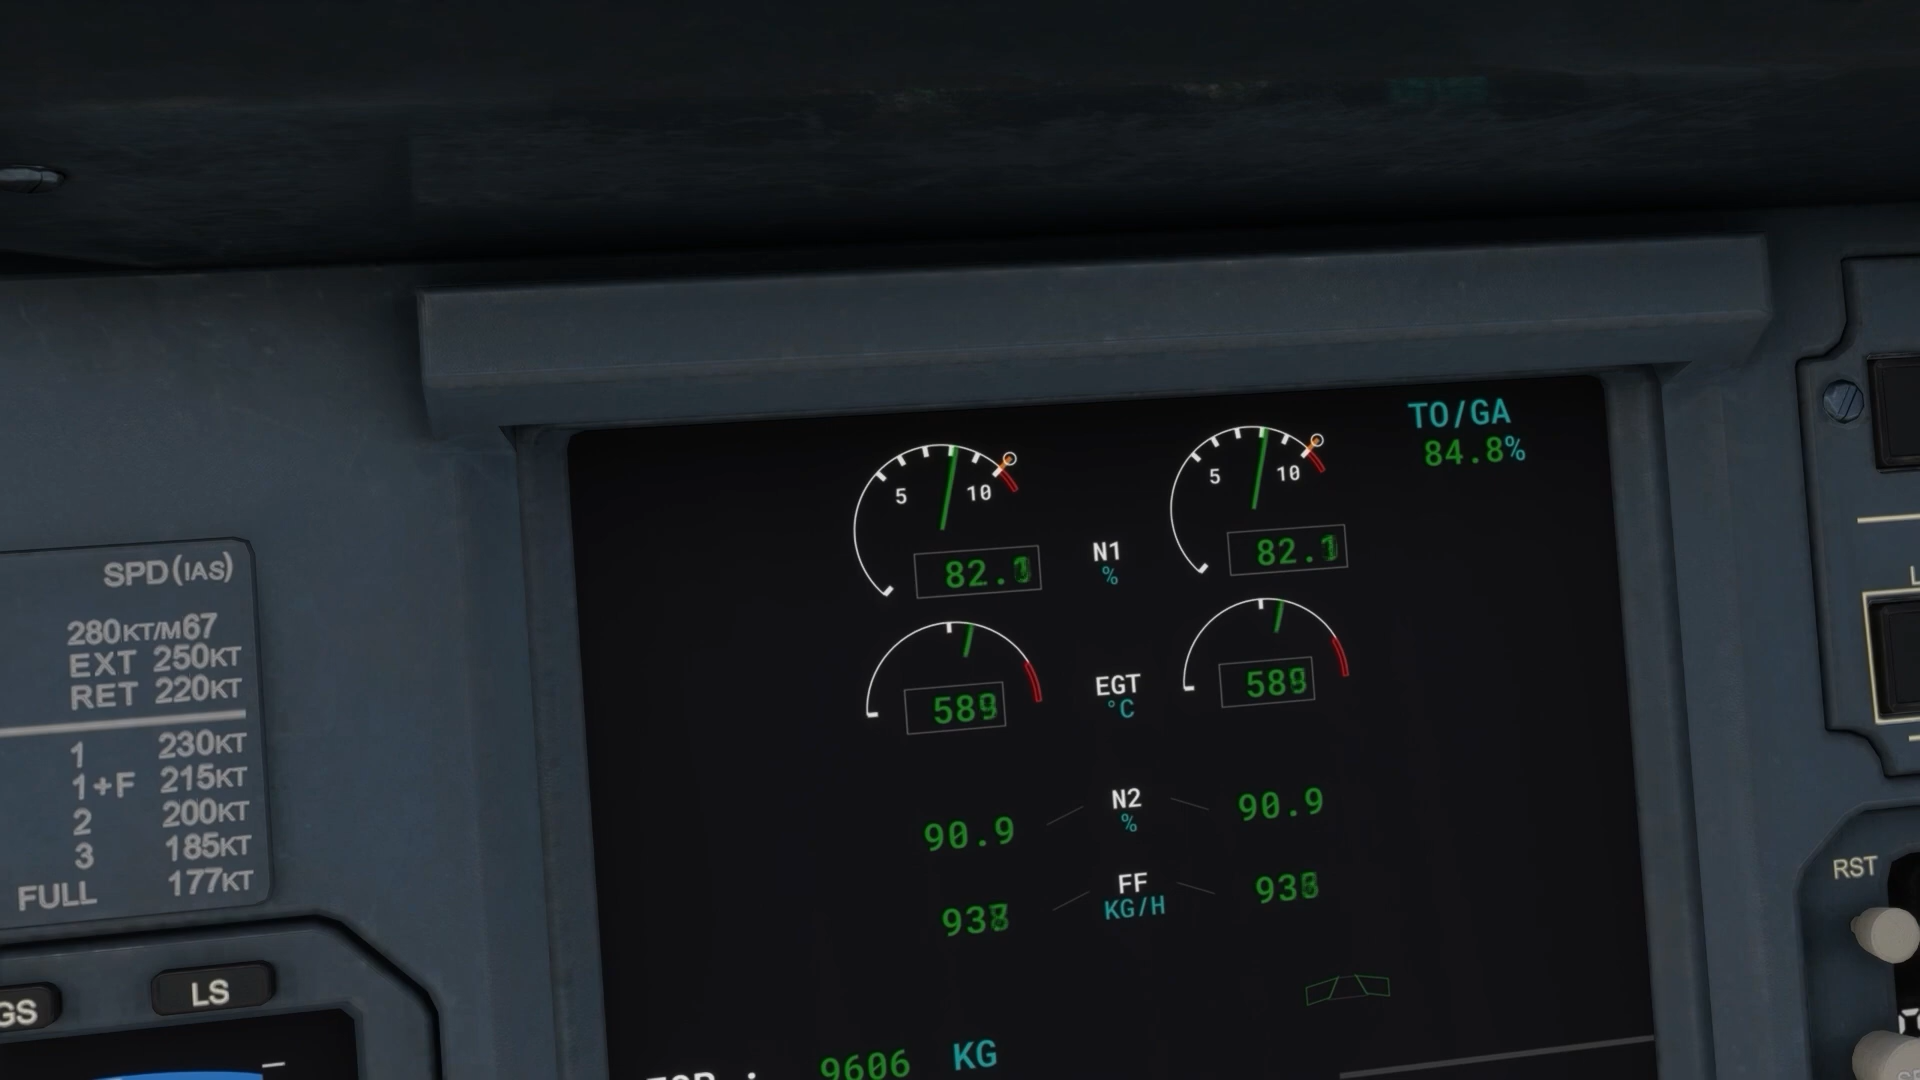 TO/GA
84.8%
5 10
5 10
82.
N1
%
82.1
SPD(IAS)
280KT/M67
EXT 250KT
RET 220KT
1 230KT
1+F 215KT
2 200KT
3 185KT
FULL 177KT
589
EGT
°C
589
90.9
N2
%
90.9
938
FF
KG/H
938
RST
GS
LS
9606 KG